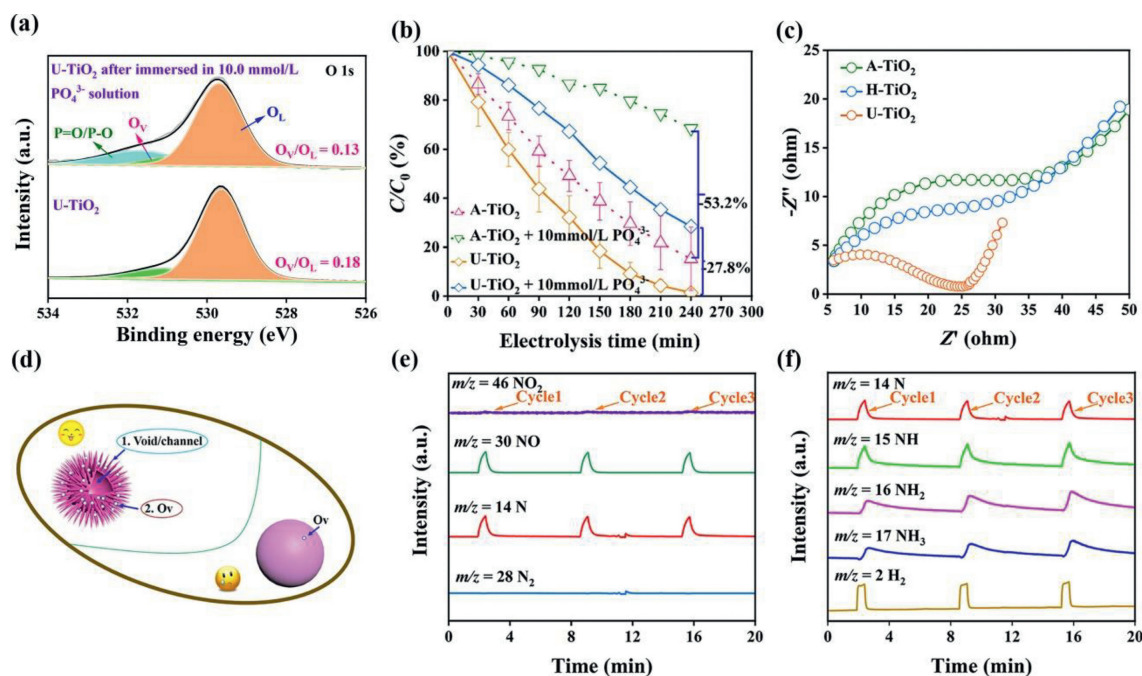 (a)
U-TiO₂ after immersed in 10.0 mmol/L
PO₄³⁻ solution
O 1s
P=O/P-O
O_V
O_L
O_V/O_L = 0.13
U-TiO₂
O_V/O_L = 0.18
Intensity (a.u.)
534 532 530 528 526
Binding energy (eV)
(b)
100
80
60
40
20
0
C/C₀ (%)
-53.2%
-27.8%
A-TiO₂
A-TiO₂ + 10mmol/L PO₄³⁻
U-TiO₂
U-TiO₂ + 10mmol/L PO₄³⁻
0 30 60 90 120 150 180 210 240 270 300
Electrolysis time (min)
(c)
25
20
15
10
5
0
-Z'' (ohm)
A-TiO₂
H-TiO₂
U-TiO₂
5 10 15 20 25 30 35 40 45 50
Z' (ohm)
(d)
1. Void/channel
2. Ov
Ov
(e)
m/z = 46 NO₂
Cycle1 Cycle2 Cycle3
m/z = 30 NO
m/z = 14 N
m/z = 28 N₂
Intensity (a.u.)
0 4 8 12 16 20
Time (min)
(f)
m/z = 14 N
Cycle1 Cycle2 Cycle3
m/z = 15 NH
m/z = 16 NH₂
m/z = 17 NH₃
m/z = 2 H₂
Intensity (a.u.)
0 4 8 12 16 20
Time (min)